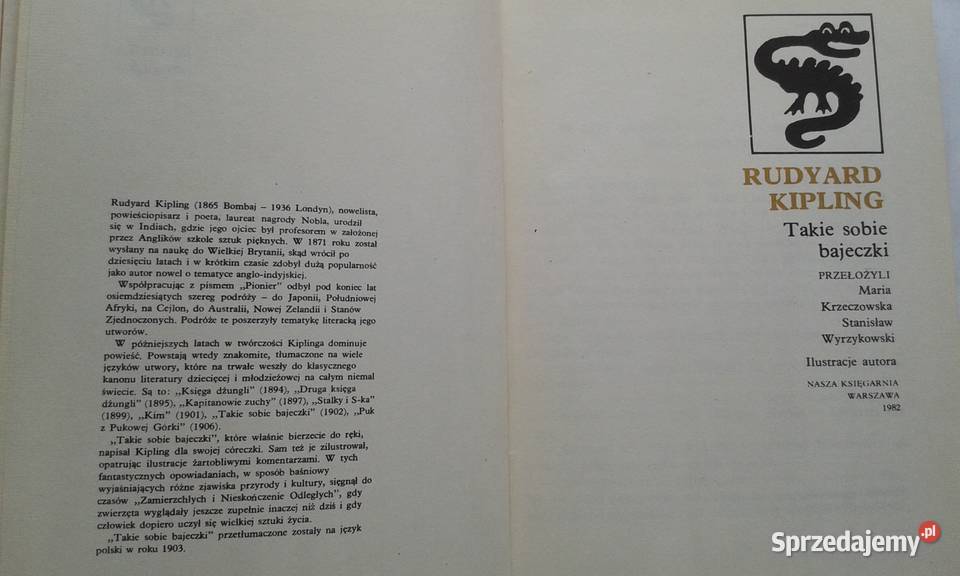 Rudyard Kipling (1865 Bombaj – 1936 Londyn), nowelista,
powieściopisarz i poeta, laureat nagrody Nobla, urodził
się w Indiach, gdzie jego ojciec był profesorem w założonej
przez Anglików szkole sztuk pięknych. W 1871 roku został
wysłany na naukę do Wielkiej Brytanii, skąd wrócił po
dziesięciu latach i w krótkim czasie zdobył dużą popularność
jako autor nowel o tematyce anglo-indyjskiej.
Współpracując z pismem „Pionier" odbył pod koniec lat
osiemdziesiątych szereg podróży – do Japonii, Południowej
Afryki, na Cejlon, do Australii, Nowej Zelandii i Stanów
Zjednoczonych. Podróże te poszerzyły tematykę literacką jego
utworów.
W późniejszych latach w twórczości Kiplinga dominuje
powieść. Powstają wtedy znakomite, tłumaczone na wiele
języków utwory, które na trwałe weszły do klasycznego
kanonu literatury dziecięcej i młodzieżowej na całym niemal
świecie. Są to: „Księga dżungli" (1894), „Druga księga
dżungli" (1895), „Kapitanowie zuchy" (1897), „Stalky i S-ka"
(1899), „Kim" (1901), „Takie sobie bajeczki" (1902), „Puk
z Pukowej Górki" (1906).
„Takie sobie bajeczki", które właśnie bierzecie do ręki,
napisał Kipling dla swojej córeczki. Sam też je zilustrował,
opatrując ilustracje żartobliwymi komentarzami. W tych
fantastycznych opowiadaniach, w sposób baśniowy
wyjaśniających różne zjawiska przyrody i kultury, sięgnął do
czasów „Zamierzchłych i Nieskończenie Odległych", gdy
zwierzęta wyglądały jeszcze zupełnie inaczej niż dziś i gdy
człowiek dopiero uczył się wielkiej sztuki życia.
„Takie sobie bajeczki" przetłumaczone zostały na język
polski w roku 1903.
RUDYARD
KIPLING
Takie sobie
bajeczki
PRZEŁOŻYLI
Maria
Krzeczowska
Stanisław
Wyrzykowski
Ilustracje autora
NASZA KSIĘGARNIA
WARSZAWA
1982
Sprzedajemy.pl